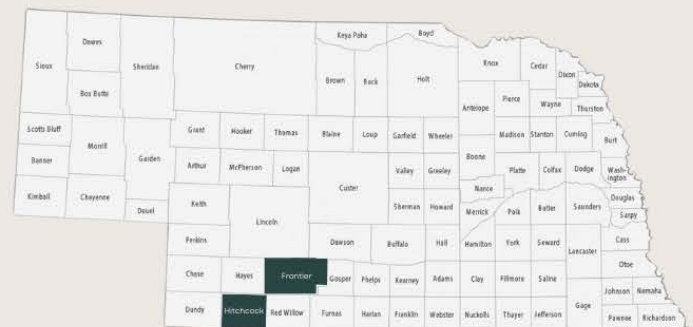 Keya Paha
Boyd
Dawes
Sioux
Sheridan
Cherry
Knox
Cedar
Dixon
Dakota
Brown
Rock
Holt
Box Butte
Antelope
Pierce
Wayne
Thurston
Scotts Bluff
Morrill
Garden
Grant
Hooker
Thomas
Blaine
Loup
Garfield
Wheeler
Madison
Stanton
Cuming
Burt
Banner
Arthur
McPherson
Logan
Custer
Valley
Greeley
Boone
Platte
Colfax
Dodge
Wash-
ington
Kimball
Cheyenne
Deuel
Keith
Lincoln
Sherman
Howard
Nance
Merrick
Polk
Butler
Saunders
Douglas
Sarpy
Perkins
Dawson
Buffalo
Hall
Hamilton
York
Seward
Lancaster
Cass
Otoe
Chase
Hayes
Frontier
Gosper
Phelps
Kearney
Adams
Clay
Fillmore
Saline
Gage
Johnson
Nemaha
Dundy
Hitchcock
Red Willow
Furnas
Harlan
Franklin
Webster
Nuckolls
Thayer
Jefferson
Pawnee
Richardson